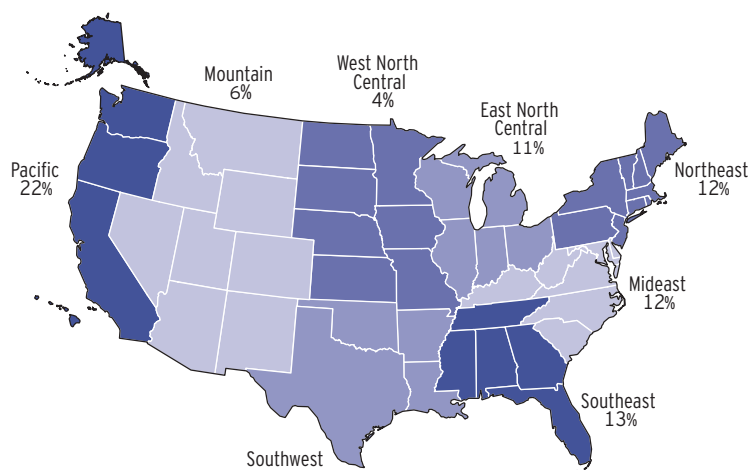 Mountain
6%
West North
Central
4%
East North
Central
11%
Pacific
22%
Northeast
12%
Mideast
12%
Southeast
13%
Southwest